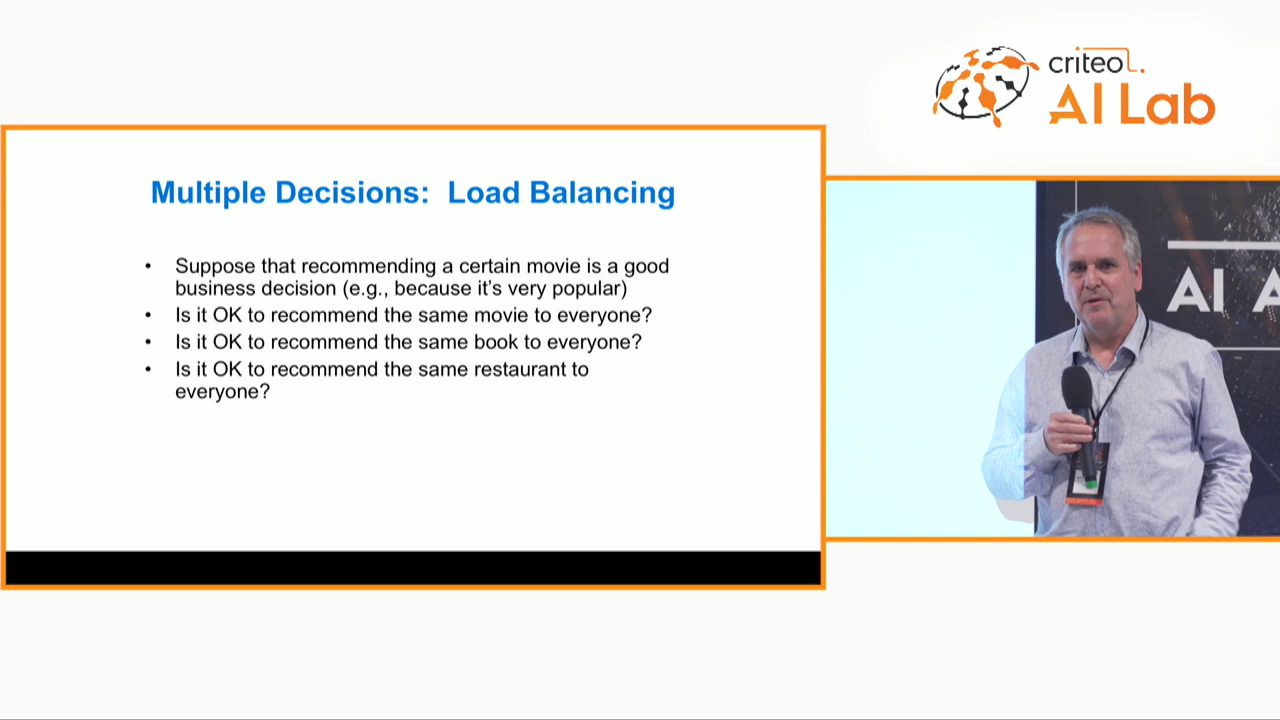 criteo
AI Lab
Multiple Decisions: Load Balancing
• Suppose that recommending a certain movie is a good
business decision (e.g., because it's very popular)
• Is it OK to recommend the same movie to everyone?
• Is it OK to recommend the same book to everyone?
• Is it OK to recommend the same restaurant to
everyone?
AI A